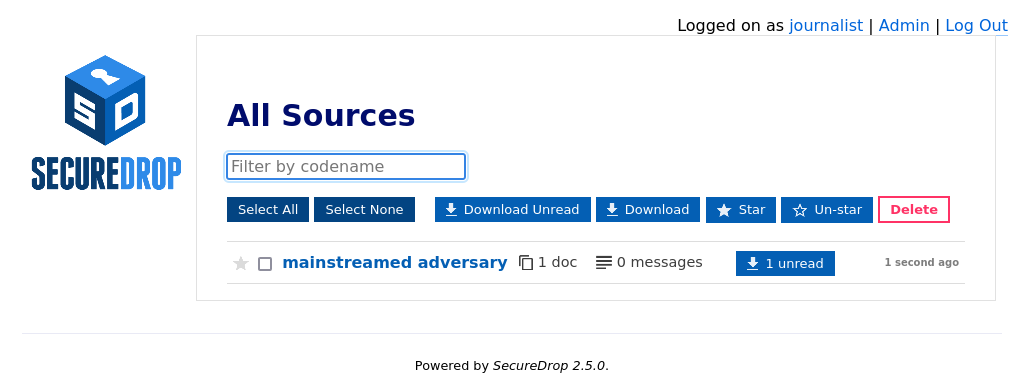 Logged on as journalist | Admin | Log Out
SECUREDROP
All Sources
Filter by codename
Select All Select None Download Unread Download Star Un-star Delete
mainstreamed adversary 1 doc 0 messages 1 unread 1 second ago
Powered by SecureDrop 2.5.0.